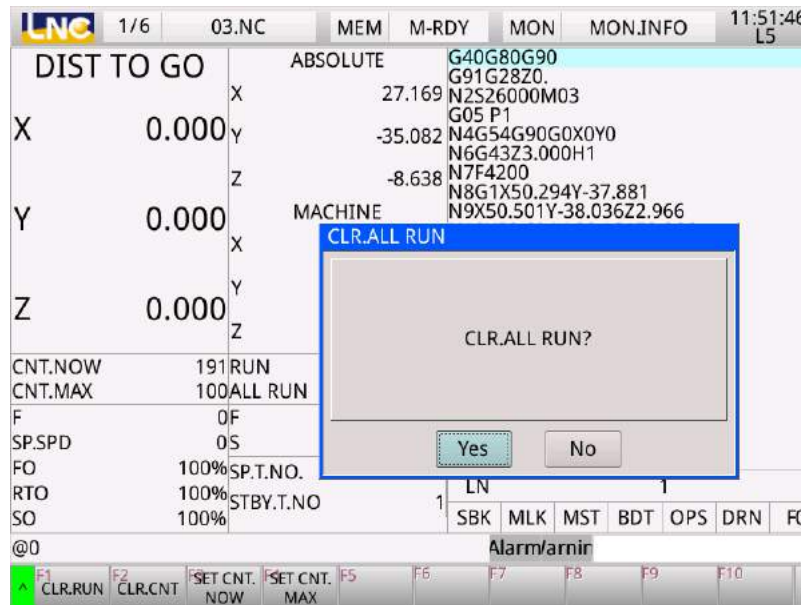 LNC 1/6 03.NC MEM M-RDY MON MON.INFO 11:51:46
L5
DIST TO GO
X 0.000
Y 0.000
Z 0.000
ABSOLUTE
X 27.169
Y -35.082
Z -8.638
MACHINE
X
Y
Z
G40G80G90
G91G28Z0.
N2S26000M03
G05 P1
N4G54G90G0X0Y0
N6G43Z3.000H1
N7F4200
N8G1X50.294Y-37.881
N9X50.501Y-38.036Z2.966
CLR.ALL RUN
CLR.ALL RUN?
Yes No
CNT.NOW 191
CNT.MAX 100
RUN
ALL RUN
F 0
SP.SPD 0
F
S
FO 100%
RTO 100%
SO 100%
SP.T.NO.
STBY.T.NO 1
LN 1
SBK MLK MST BDT OPS DRN
@0 Alarm/arnin
^ F1 CLR.RUN F2 CLR.CNT SET CNT. NOW SET CNT. MAX F5 F6 F7 F8 F9 F10